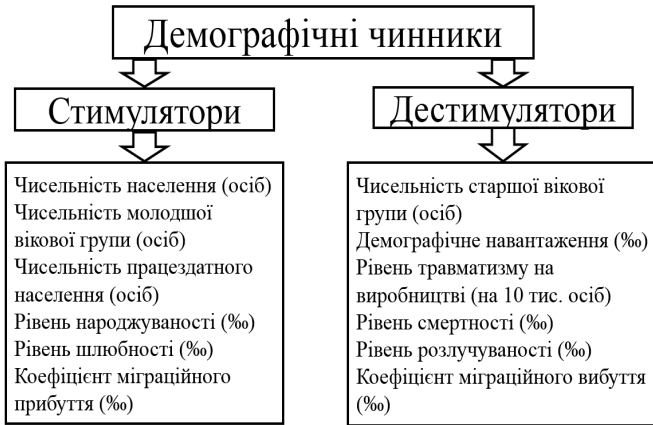 Демографічні чинники
Стимулятори
Дестимулятори
Чисельність населення (осіб)
Чисельність молодшої
вікової групи (осіб)
Чисельність працездатного
населення (осіб)
Рівень народжуваності (‰)
Рівень шлюбності (‰)
Коефіцієнт міграційного
прибуття (‰)
Чисельність старшої вікової
групи (осіб)
Демографічне навантаження (‰)
Рівень травматизму на
виробництві (на 10 тис. осіб)
Рівень смертності (‰)
Рівень розлучуваності (‰)
Коефіцієнт міграційного вибуття
(‰)